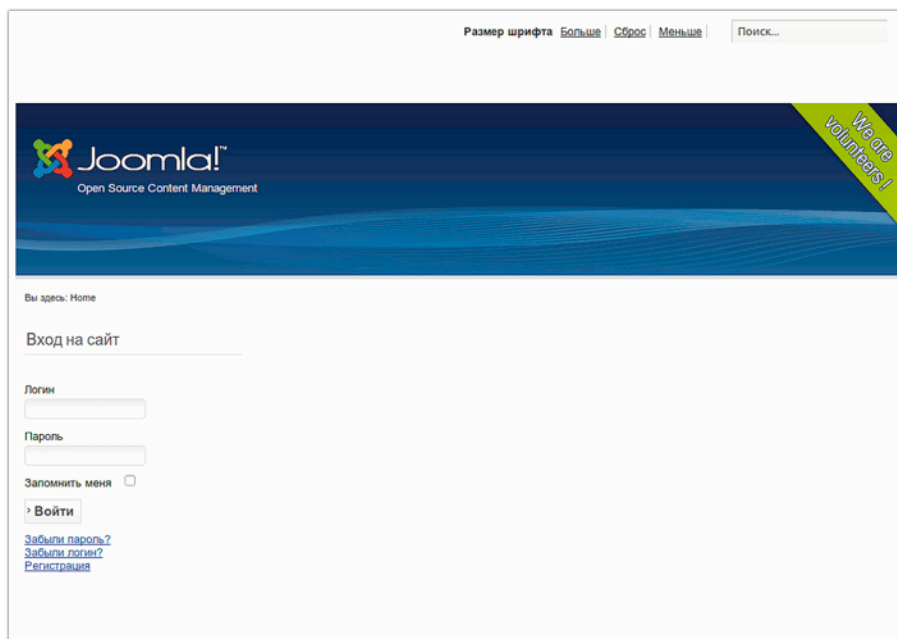 Размер шрифта Больше Сброс Меньше Поиск...
Joomla!™
Open Source Content Management
We are
volunteers !
Вы здесь: Home
Вход на сайт
Логин
Пароль
Запомнить меня
› Войти
Забыли пароль?
Забыли логин?
Регистрация